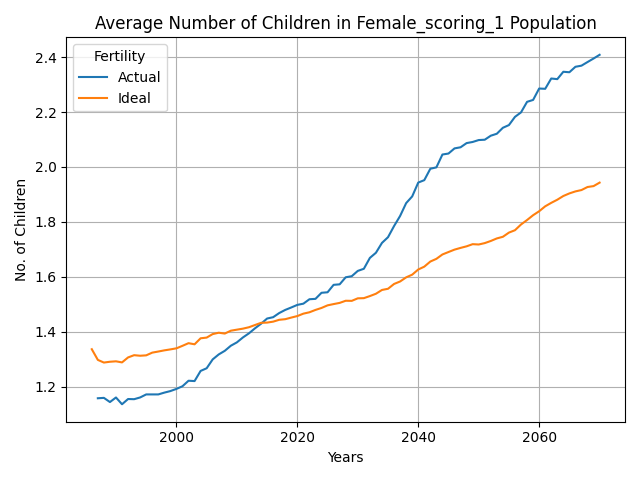 Average Number of Children in Female_scoring_1 Population
Fertility
Actual
Ideal
No. of Children
2.4
2.2
2.0
1.8
1.6
1.4
1.2
2000
2020
2040
2060
Years